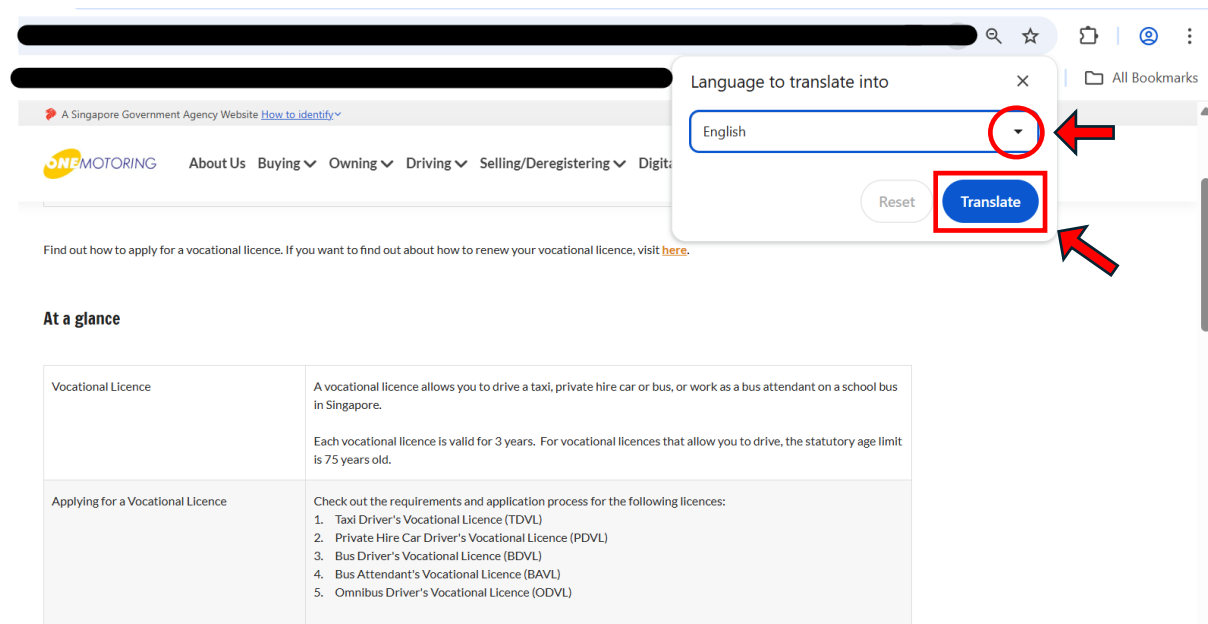 All Bookmarks
Language to translate into
English
Reset
Translate
A Singapore Government Agency Website How to identify
ONEMOTORING
About Us Buying Owning Driving Selling/Deregistering
Find out how to apply for a vocational licence. If you want to find out about how to renew your vocational licence, visit here.
At a glance
Vocational Licence
A vocational licence allows you to drive a taxi, private hire car or bus, or work as a bus attendant on a school bus
in Singapore.
Each vocational licence is valid for 3 years. For vocational licences that allow you to drive, the statutory age limit
is 75 years old.
Applying for a Vocational Licence
Check out the requirements and application process for the following licences:
1. Taxi Driver's Vocational Licence (TDVL)
2. Private Hire Car Driver's Vocational Licence (PDVL)
3. Bus Driver's Vocational Licence (BDVL)
4. Bus Attendant's Vocational Licence (BAVL)
5. Omnibus Driver's Vocational Licence (ODVL)